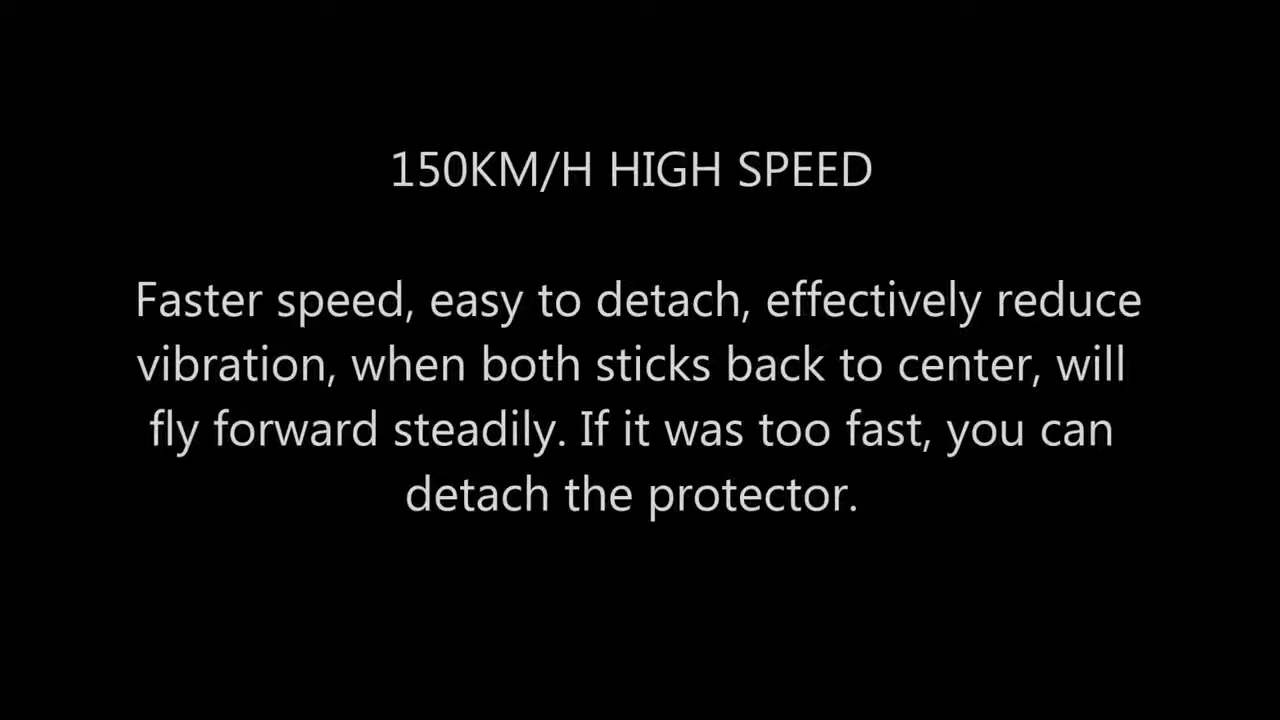 150KM/H HIGH SPEED
Faster speed, easy to detach, effectively reduce
vibration, when both sticks back to center, will
fly forward steadily. If it was too fast, you can
detach the protector.